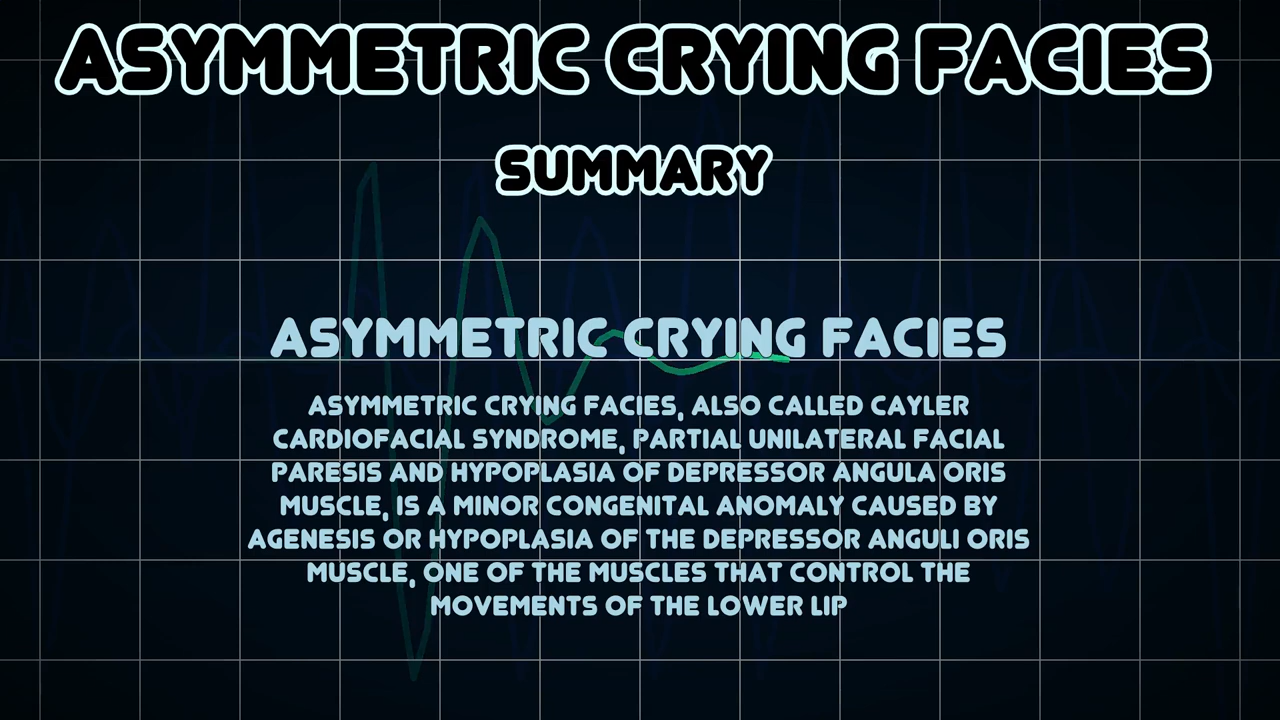 ASYMMETRIC CRYING FACIES
SUMMARY
ASYMMETRIC CRYING FACIES
ASYMMETRIC CRYING FACIES, ALSO CALLED CAYLER
CARDIOFACIAL SYNDROME, PARTIAL UNILATERAL FACIAL
PARESIS AND HYPOPLASIA OF DEPRESSOR ANGULA ORIS
MUSCLE, IS A MINOR CONGENITAL ANOMALY CAUSED BY
AGENESIS OR HYPOPLASIA OF THE DEPRESSOR ANGULI ORIS
MUSCLE, ONE OF THE MUSCLES THAT CONTROL THE
MOVEMENTS OF THE LOWER LIP